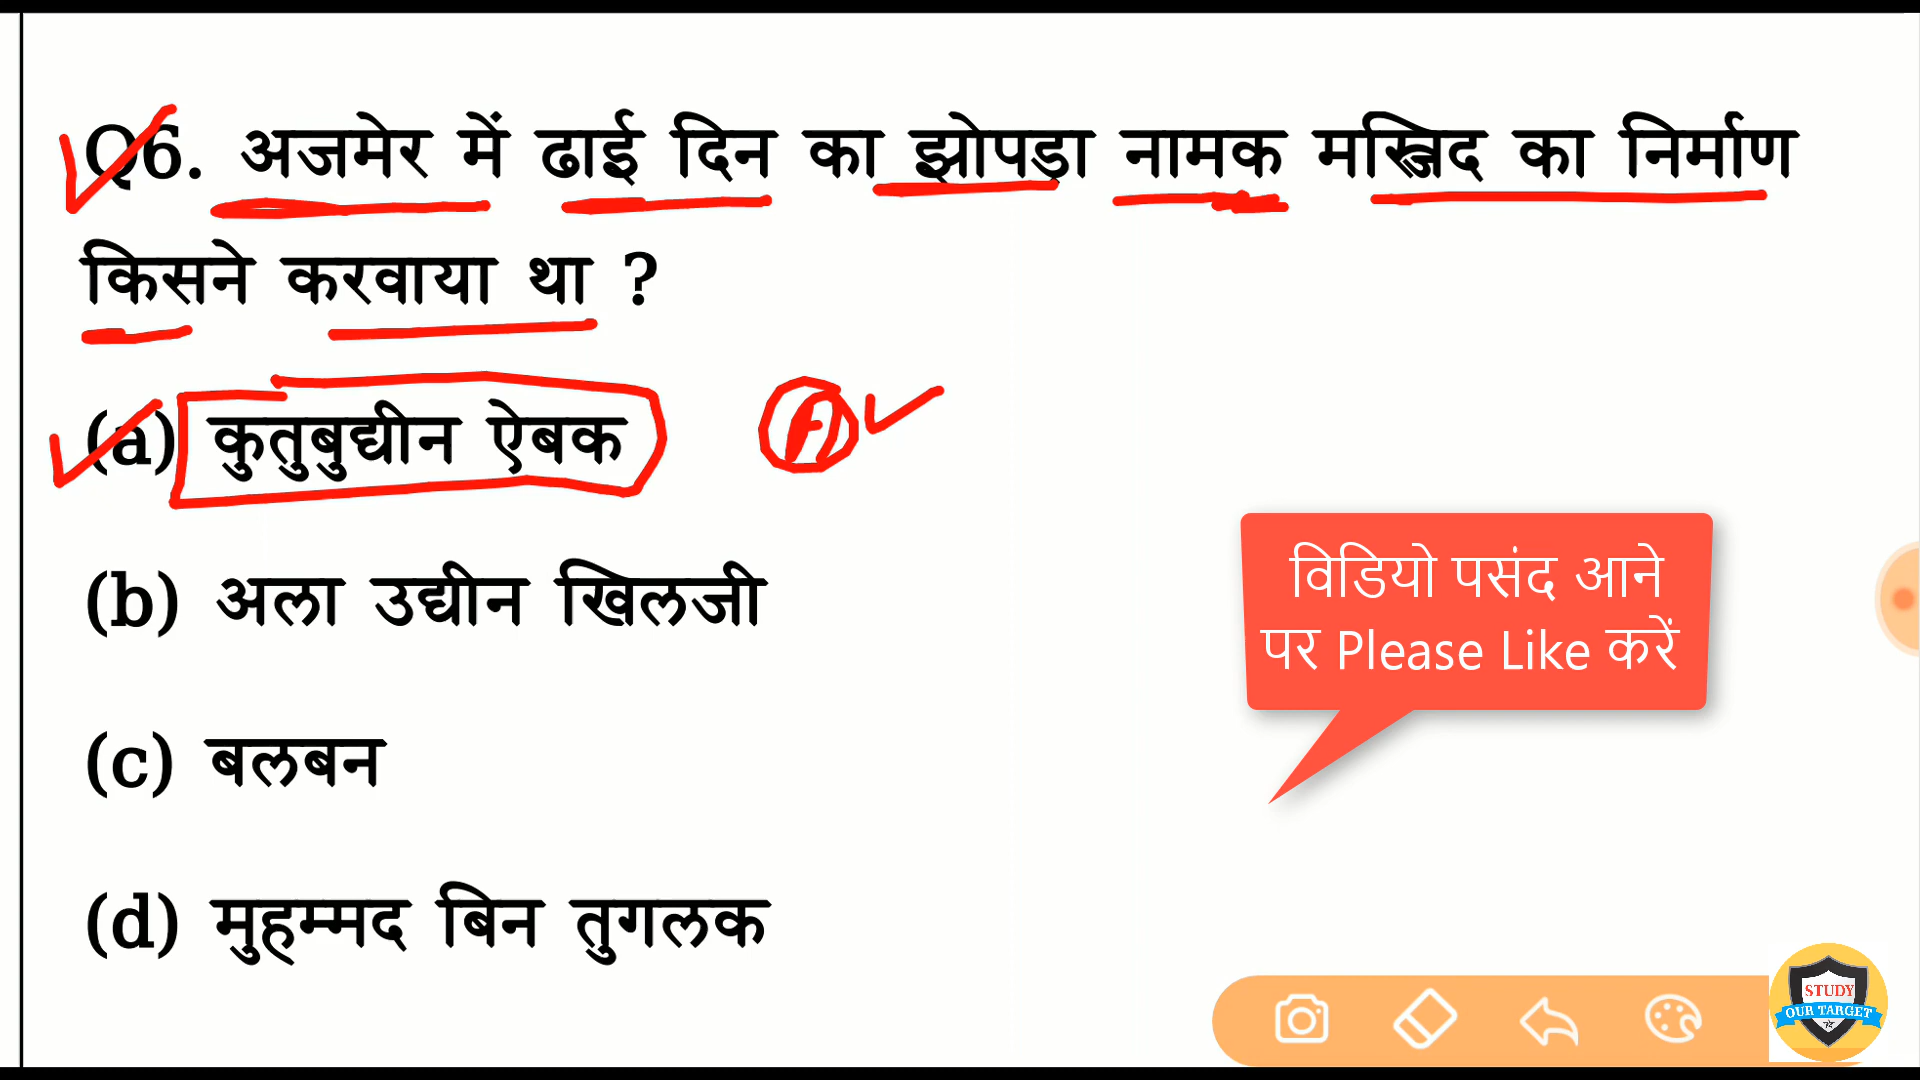 Q6. अजमेर में ढाई दिन का झोपड़ा नामक मस्जिद का निर्माण
किसने करवाया था ?
(a) कुतुबुद्यीन ऐबक
A
(b) अला उद्यीन खिलजी
(c) बलबन
(d) मुहम्मद बिन तुगलक
विडियो पसंद आने
पर Please Like करें
STUDY
OUR TARGET